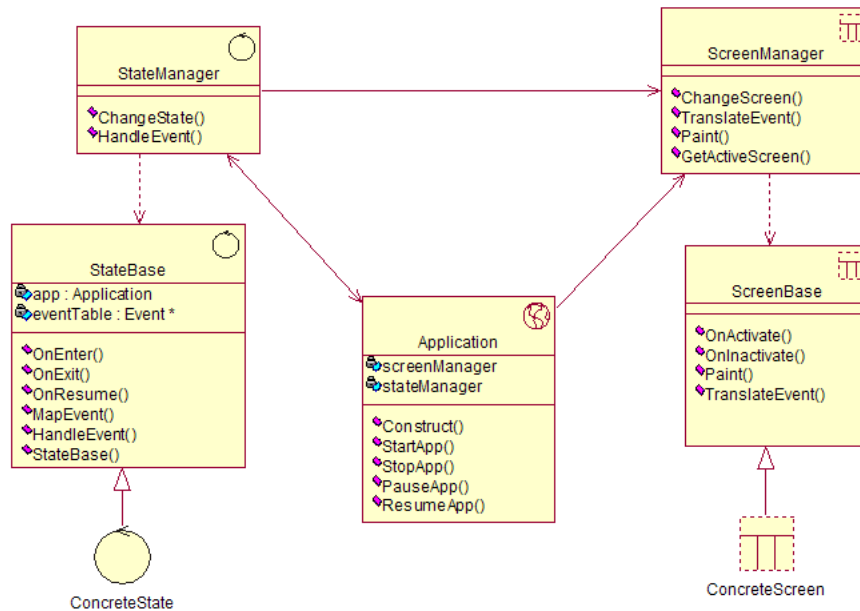 StateManager
ChangeState()
HandleEvent()
ScreenManager
ChangeScreen()
TranslateEvent()
Paint()
GetActiveScreen()
StateBase
app : Application
eventTable : Event *
OnEnter()
OnExit()
OnResume()
MapEvent()
HandleEvent()
StateBase()
Application
screenManager
stateManager
Construct()
StartApp()
StopApp()
PauseApp()
ResumeApp()
ScreenBase
OnActivate()
OnInactivate()
Paint()
TranslateEvent()
ConcreteState
ConcreteScreen